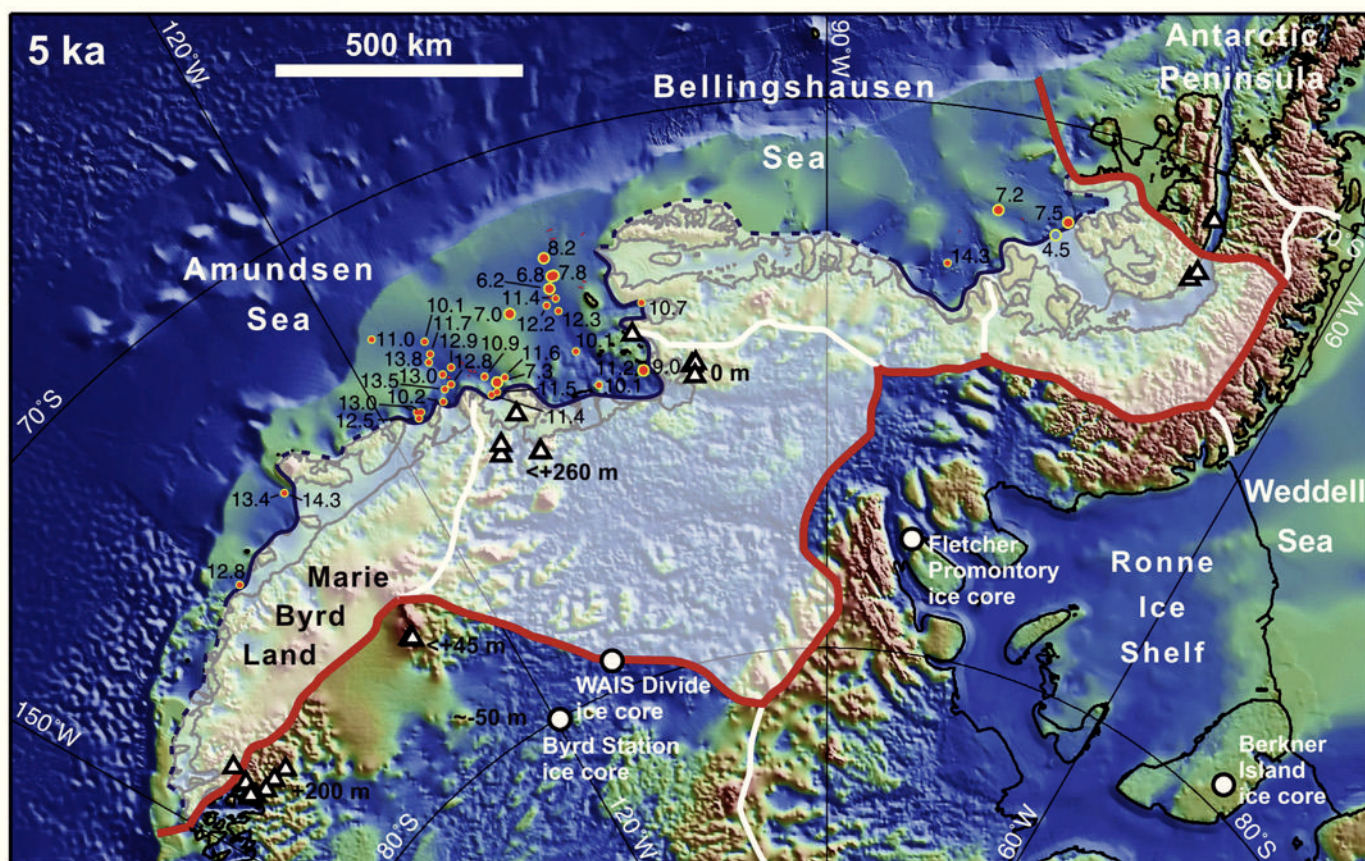 5 ka
500 km
120°W
90°W
Antarctic
Peninsula
Bellingshausen
Sea
Amundsen
Sea
70°S
7.2
7.5
4.5
14.3
8.2
6.8
7.8
6.2
11.4
7.0
12.2
12.3
10.7
10.1
10.1
11.7
11.0
12.9
10.9
13.8
12.8
11.6
13.0
7.3
13.5
11.2
9.0
11.5
10.1
10.2
13.0
12.5
11.4
0 m
<+260 m
60°W
13.4
14.3
12.8
Marie
Byrd
Land
<+45 m
WAIS Divide
ice core
~-50 m
Byrd Station
ice core
Fletcher
Promontory
ice core
Ronne
Ice
Shelf
Weddell
Sea
Berkner
Island
ice core
150°W
+200 m
80°S
120°W
60°W
80°S